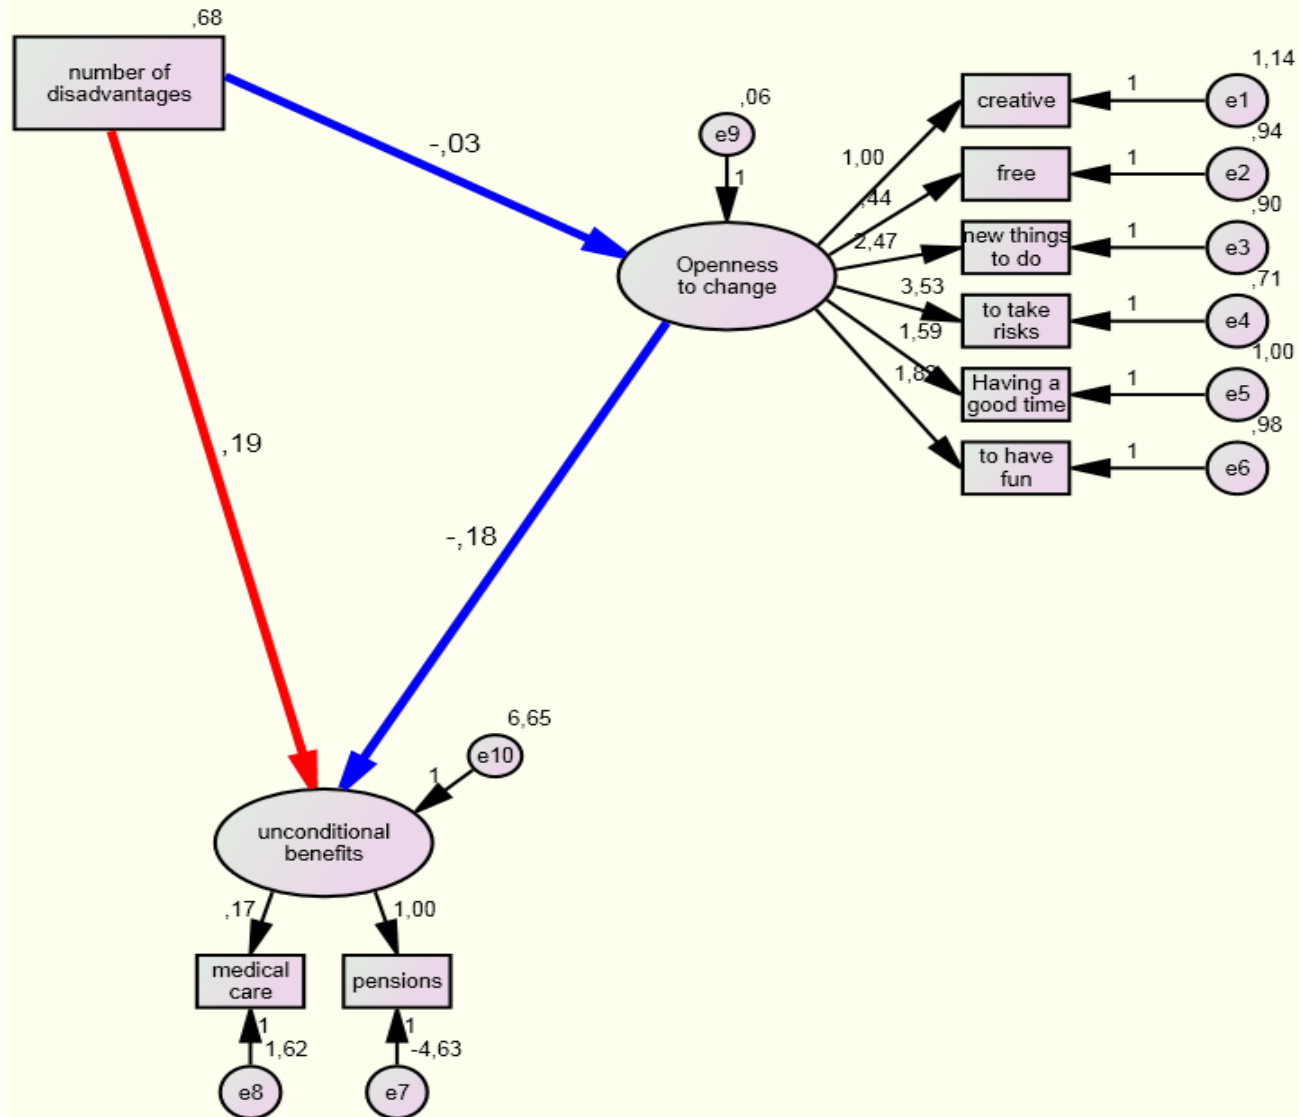 ,68
number of
disadvantages
-,03
,06
e9
1
Openness
to change
1,00
,44
2,47
3,53
1,59
creative
1
1,14
e1
free
1
,94
e2
new things
to do
1
,90
e3
to take
risks
1
,71
e4
Having a
good time
1
1,00
e5
to have
fun
1
,98
e6
,19
-,18
6,65
e10
1
unconditional
benefits
,17
1,00
medical
care
pensions
1
1,62
1
-4,63
e8
e7